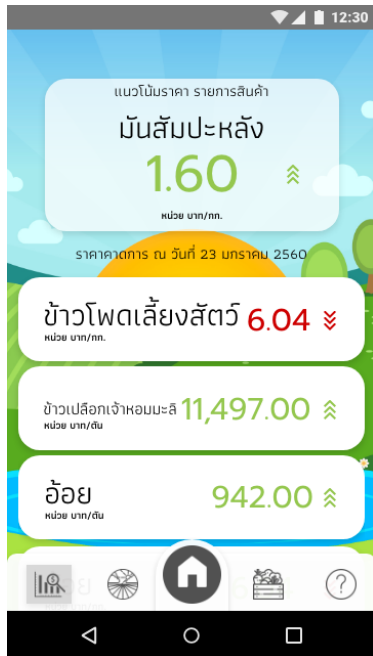 12:30
แนวโน้มราคา รายการสินค้า
มันสัมปะหลัง
1.60
หน่วย บาท/กก.
ราคาคาดการ ณ วันที่ 23 มกราคม 2560
ข้าวโพดเลี้ยงสัตว์ 6.04
หน่วย บาท/กก.
ข้าวเปลือกเจ้าหอมมะลิ 11,497.00
หน่วย บาท/ตัน
อ้อย 942.00
หน่วย บาท/ตัน